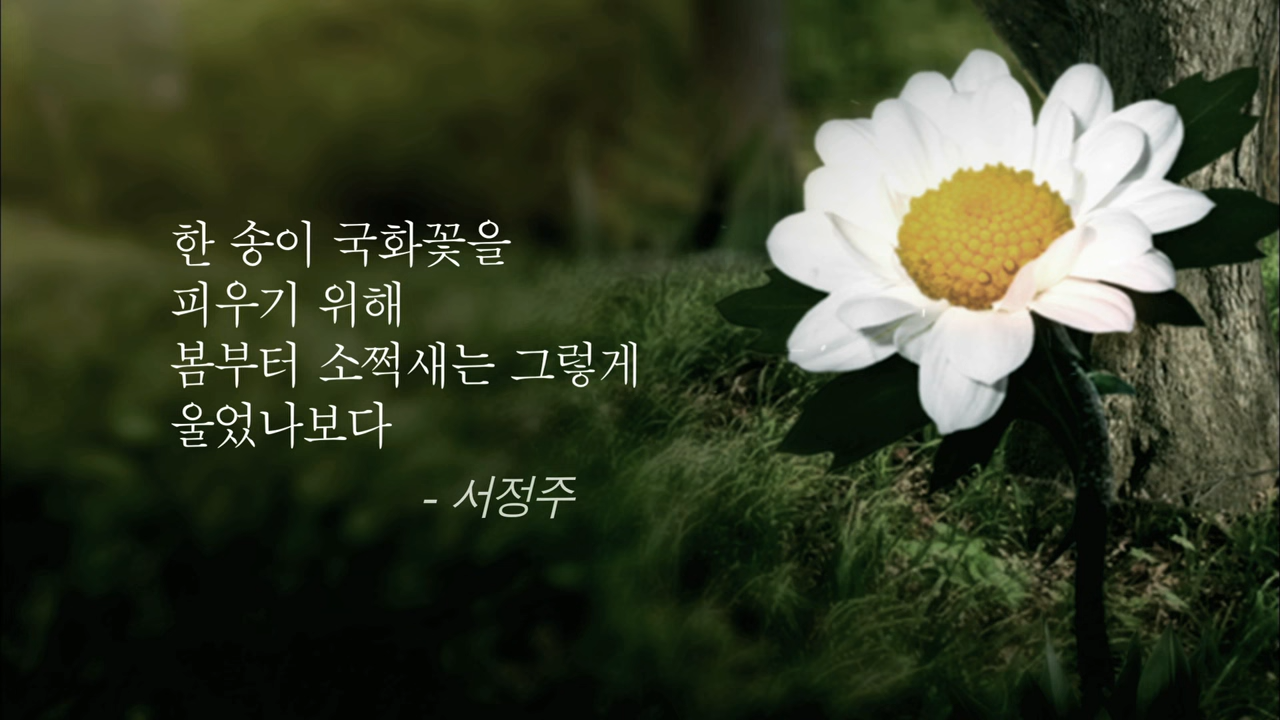 한 송이 국화꽃을
피우기 위해
봄부터 소쩍새는 그렇게
울었나보다
- 서정주